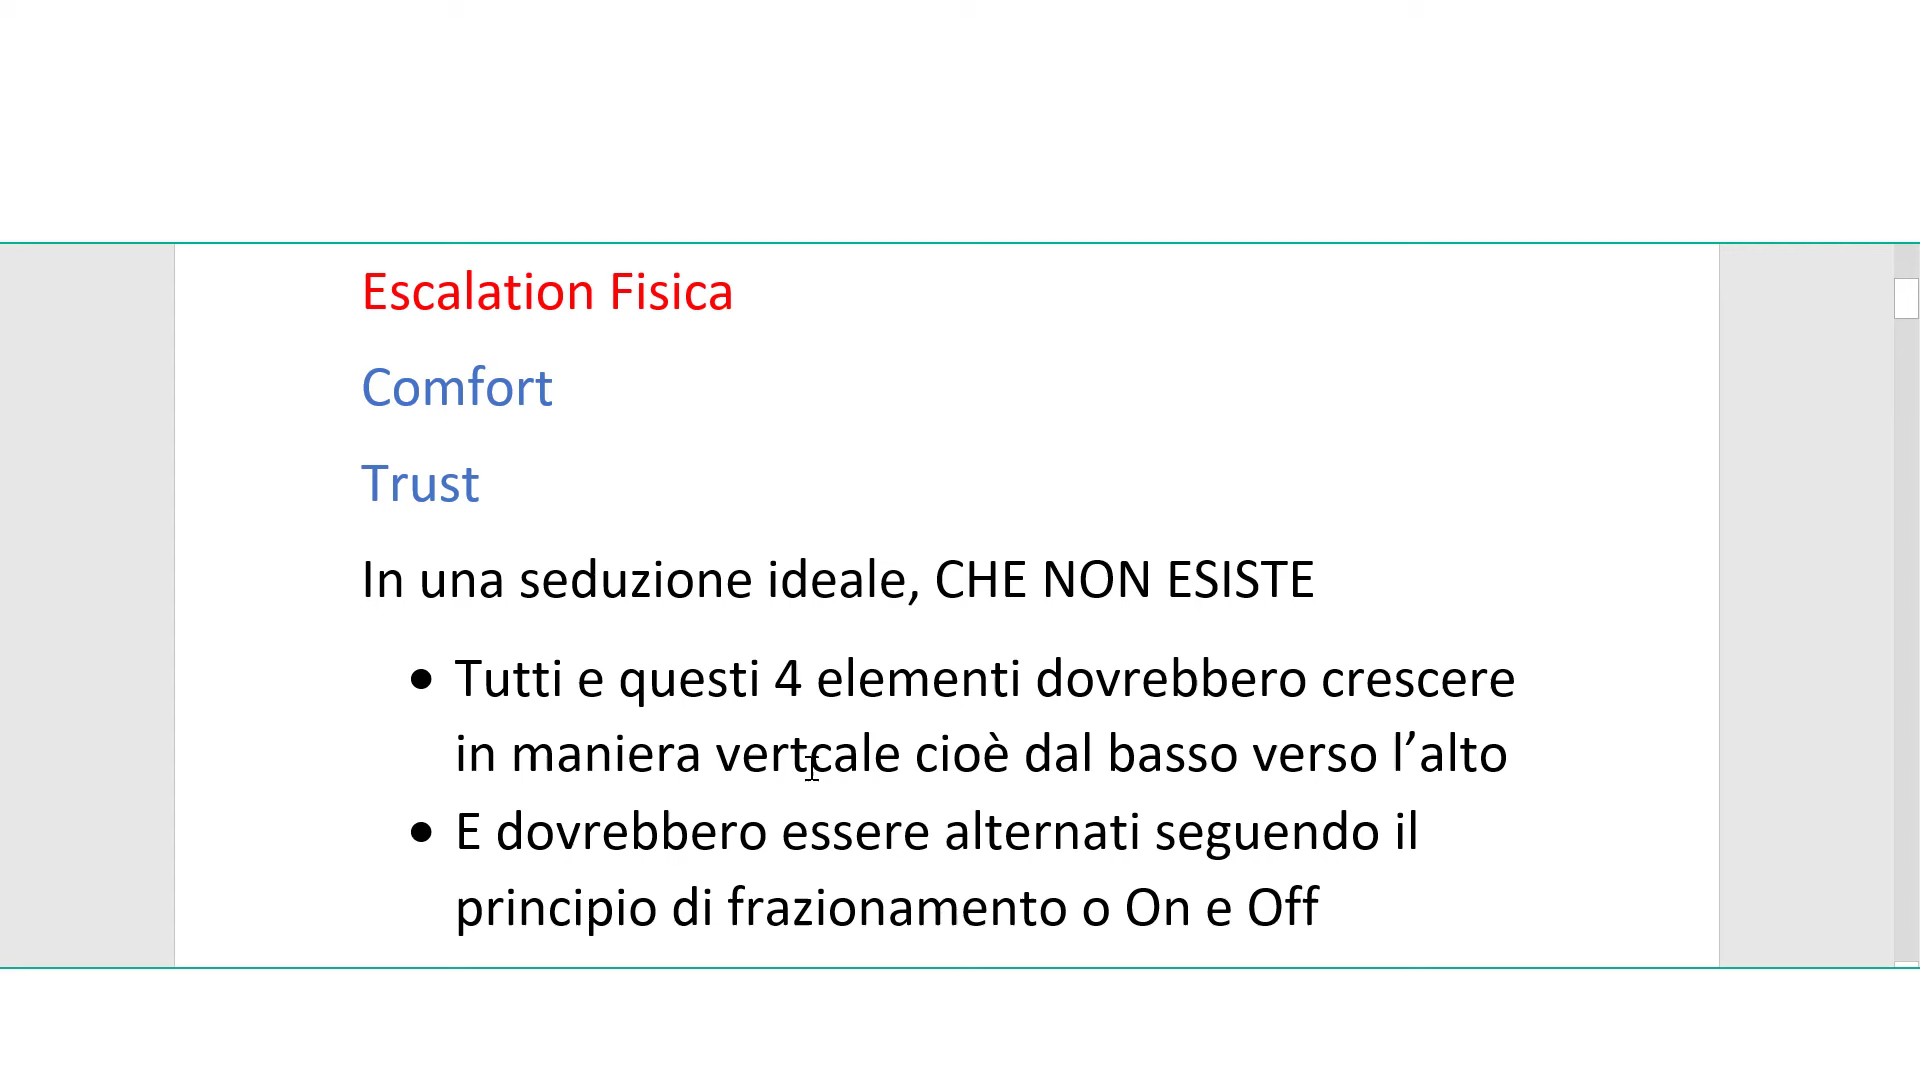 Escalation Fisica
Comfort
Trust
In una seduzione ideale, CHE NON ESISTE
• Tutti e questi 4 elementi dovrebbero crescere
in maniera vertcale cioè dal basso verso l’alto
• E dovrebbero essere alternati seguendo il
principio di frazionamento o On e Off